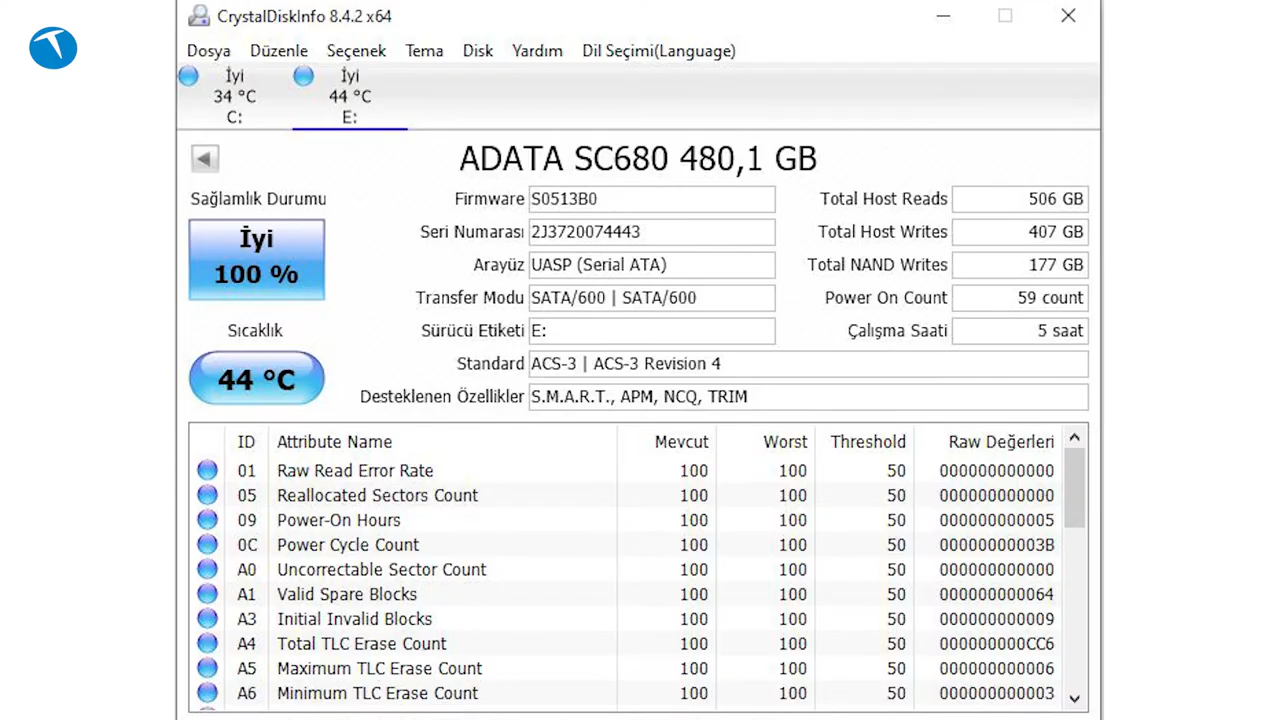 CrystalDiskInfo 8.4.2 x64
Dosya Düzenle Seçenek Tema Disk Yardım Dil Seçimi(Language)
İyi İyi
34 °C 44 °C
C: E:
ADATA SC680 480,1 GB
Sağlamlık Durumu
İyi
100 %
Sıcaklık
44 °C
Firmware S0513B0 Total Host Reads 506 GB
Seri Numarası 2J3720074443 Total Host Writes 407 GB
Arayüz UASP (Serial ATA) Total NAND Writes 177 GB
Transfer Modu SATA/600 | SATA/600 Power On Count 59 count
Sürücü Etiketi E: Çalışma Saati 5 saat
Standard ACS-3 | ACS-3 Revision 4
Desteklenen Özellikler S.M.A.R.T., APM, NCQ, TRIM
ID Attribute Name Mevcut Worst Threshold Raw Değerleri
01 Raw Read Error Rate 100 100 50 000000000000
05 Reallocated Sectors Count 100 100 50 000000000000
09 Power-On Hours 100 100 50 000000000005
0C Power Cycle Count 100 100 50 00000000003B
A0 Uncorrectable Sector Count 100 100 50 000000000000
A1 Valid Spare Blocks 100 100 50 000000000064
A3 Initial Invalid Blocks 100 100 50 000000000009
A4 Total TLC Erase Count 100 100 50 000000000CC6
A5 Maximum TLC Erase Count 100 100 50 000000000006
A6 Minimum TLC Erase Count 100 100 50 000000000003